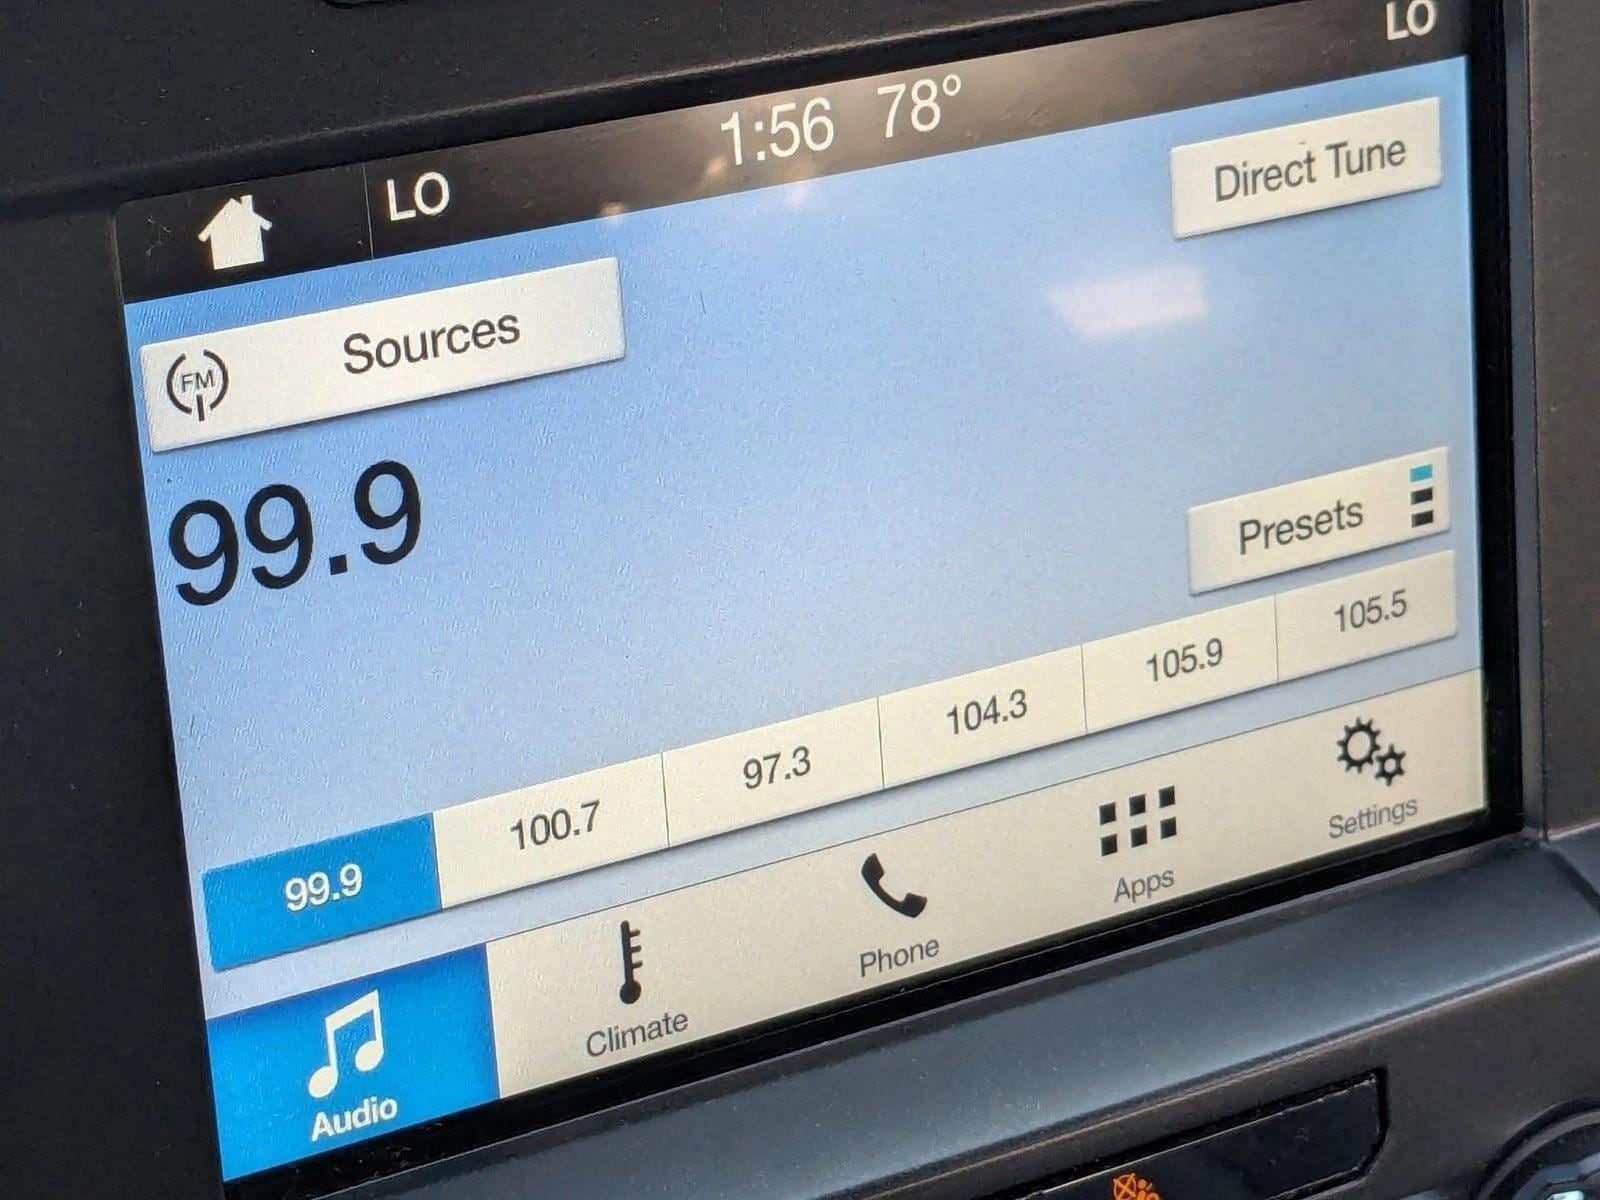 LO 1:56 78° LO
Direct Tune
FM Sources
99.9
Presets
99.9 100.7 97.3 104.3 105.9 105.5
Audio Climate Phone Apps Settings